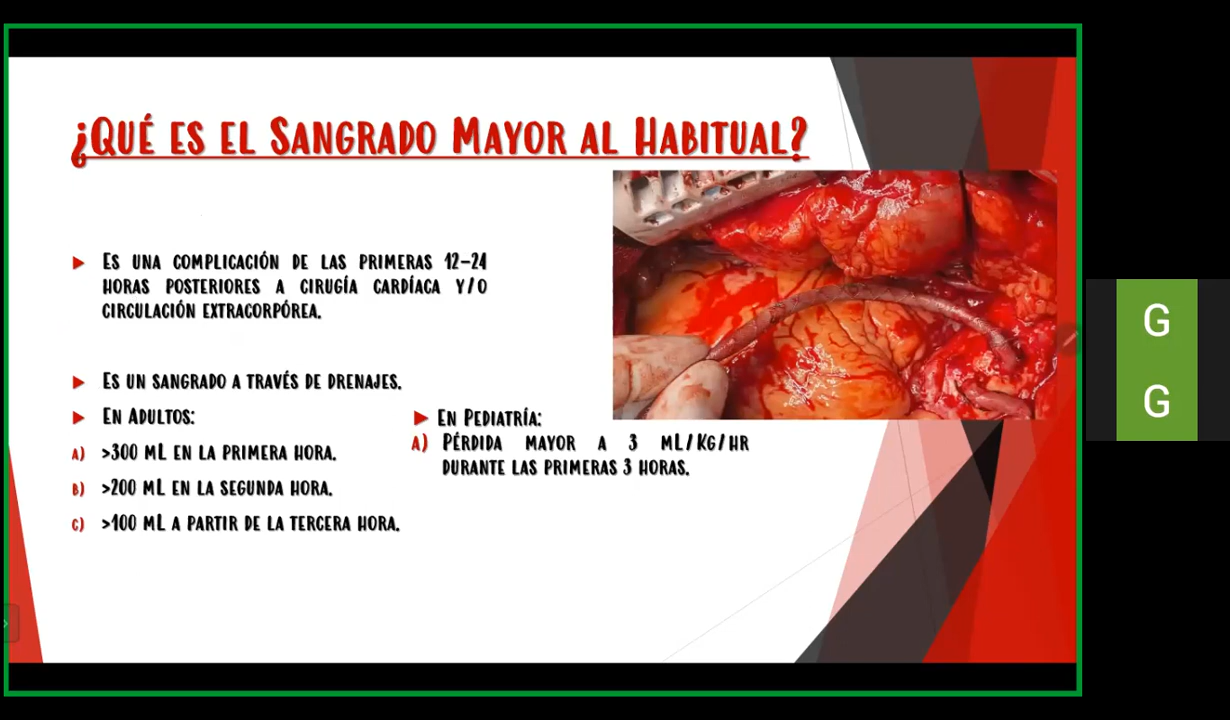 ¿QUÉ ES EL SANGRADO MAYOR AL HABITUAL?
ES UNA COMPLICACIÓN DE LAS PRIMERAS 12-24
HORAS POSTERIORES A CIRUGÍA CARDÍACA Y/O
CIRCULACIÓN EXTRACORPÓREA.
ES UN SANGRADO A TRAVÉS DE DRENAJES.
EN ADULTOS:
A) >300 ML EN LA PRIMERA HORA.
B) >200 ML EN LA SEGUNDA HORA.
C) >100 ML A PARTIR DE LA TERCERA HORA.
EN PEDIATRÍA:
A) PÉRDIDA MAYOR A 3 ML/KG/HR
DURANTE LAS PRIMERAS 3 HORAS.
G
G